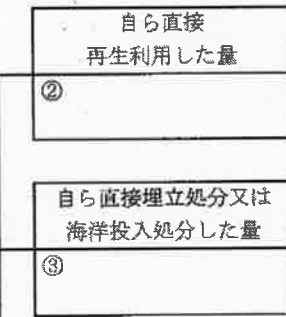 自ら直接
再生利用した量
②
自ら直接埋立処分又は
海洋投入処分した量
③